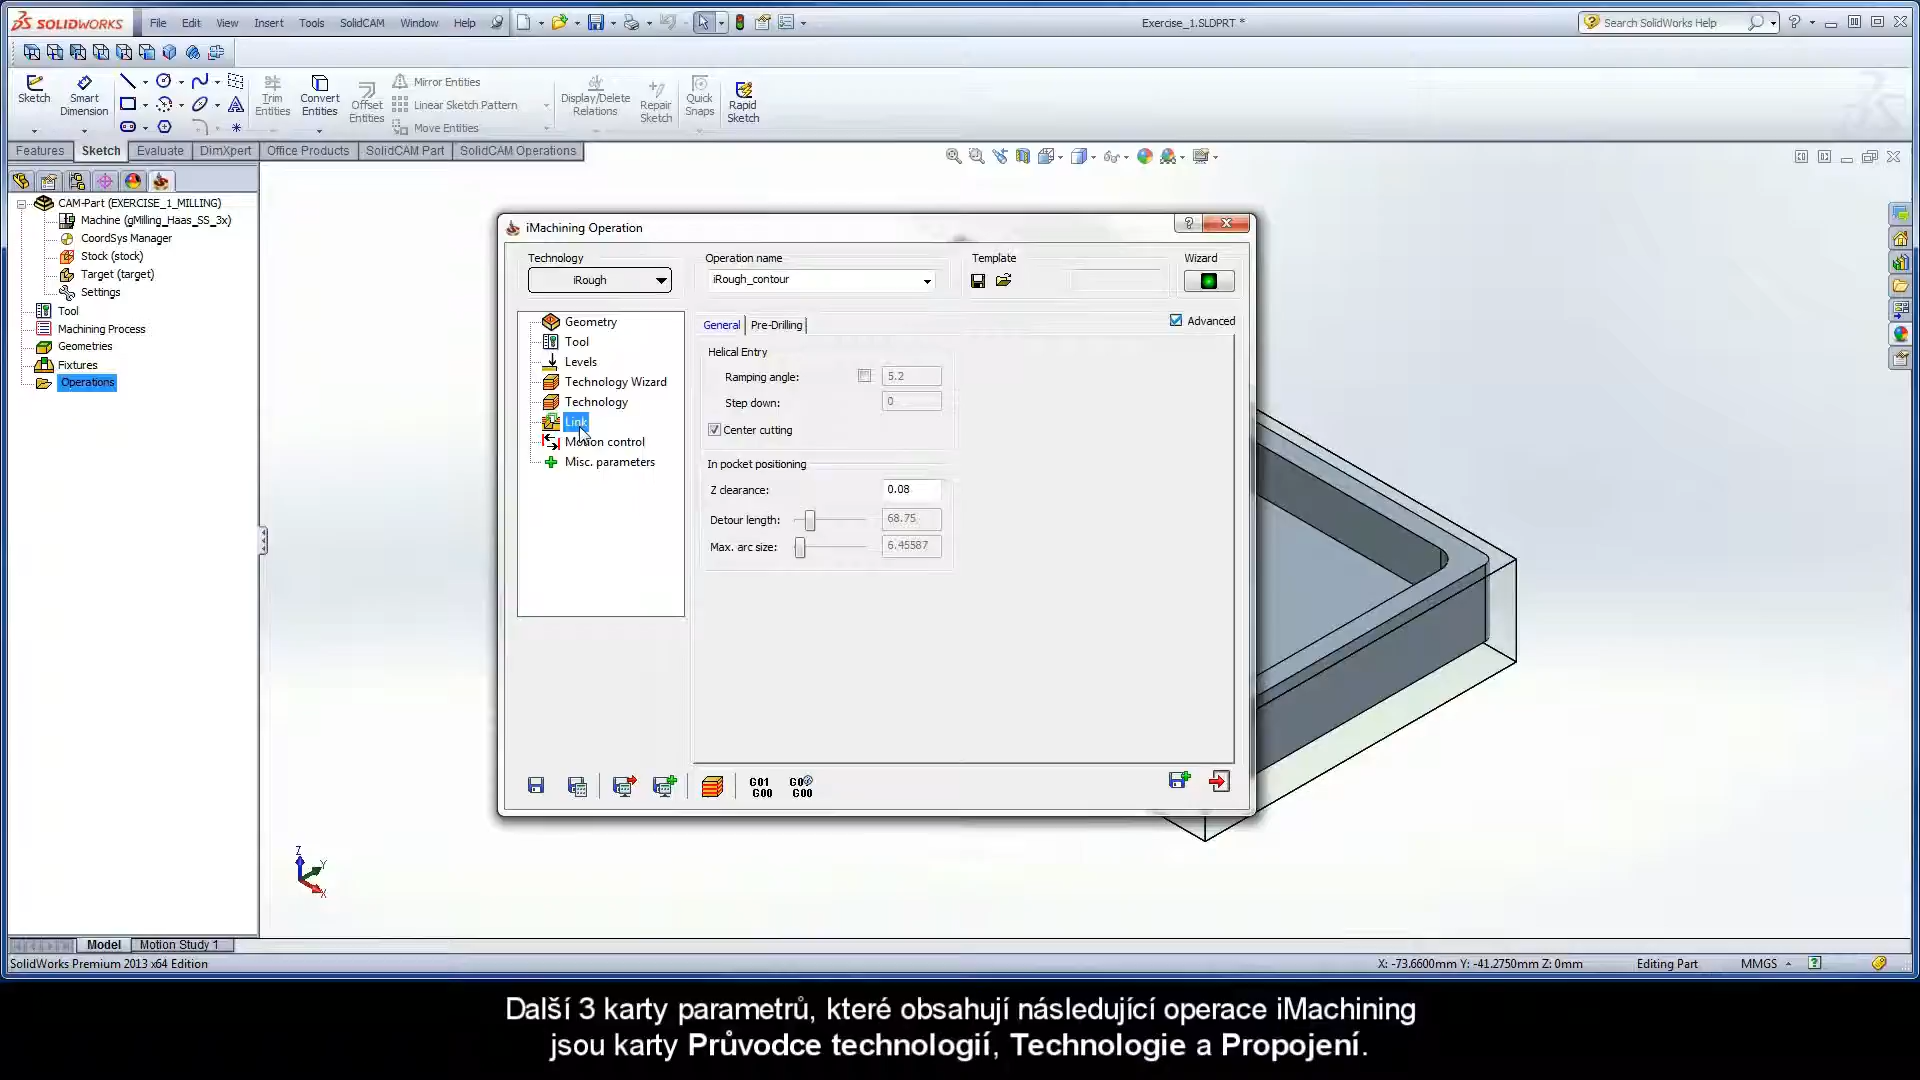 SOLIDWORKS File Edit View Insert Tools SolidCAM Window Help Exercise_1.SLDPRT * Search SolidWorks Help
Sketch Smart Dimension Trim Entities Convert Entities Offset Entities Mirror Entities Linear Sketch Pattern Move Entities Display/Delete Relations Repair Sketch Quick Snaps Rapid Sketch
Features Sketch Evaluate DimXpert Office Products SolidCAM Part SolidCAM Operations
CAM-Part (EXERCISE_1_MILLING)
Machine (gMilling_Haas_SS_3x)
CoordSys Manager
Stock (stock)
Target (target)
Settings
Tool
Machining Process
Geometries
Fixtures
Operations
iMachining Operation
Technology Operation name Template Wizard
iRough iRough_contour
Geometry
Tool
Levels
Technology Wizard
Technology
Link
Motion control
Misc. parameters
General Pre-Drilling Advanced
Helical Entry
Ramping angle: 5.2
Step down: 0
Center cutting
In pocket positioning
Z clearance: 0.08
Detour length: 68.75
Max. arc size: 6.45587
G01 G00
G00
Z Y X
Model Motion Study 1
SolidWorks Premium 2013 x64 Edition X: -73.6600mm Y: -41.2750mm Z: 0mm Editing Part MMGS
Další 3 karty parametrů, které obsahují následující operace iMachining
jsou karty Průvodce technologií, Technologie a Propojení.